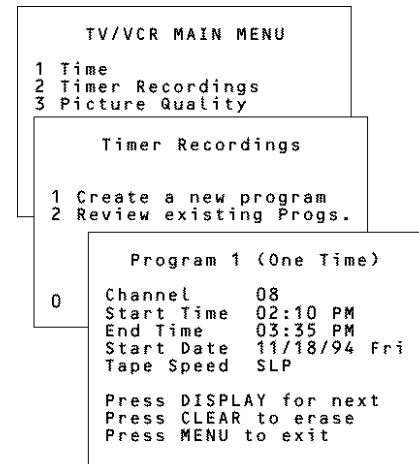 TV/VCR MAIN MENU
1 Time
2 Timer Recordings
3 Picture Quality
Timer Recordings
1 Create a new program
2 Review existing Progs.
0
Program 1 (One Time)
Channel 08
Start Time 02:10 PM
End Time 03:35 PM
Start Date 11/18/94 Fri
Tape Speed SLP
Press DISPLAY for next
Press CLEAR to erase
Press MENU to exit